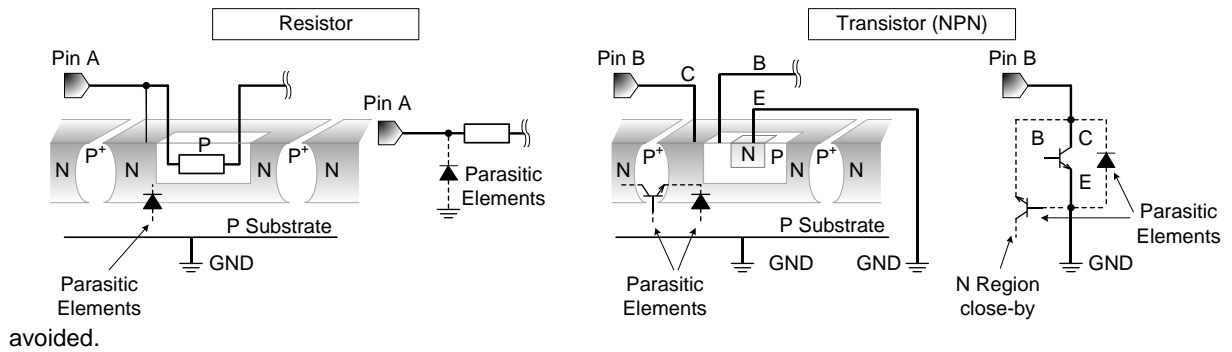 Resistor
Transistor (NPN)
Pin A
Pin B
C
B
E
Pin B
Pin A
N
P+
N
P
N
P+
N
Parasitic
Elements
P Substrate
GND
Parasitic
Elements
N
P+
N
N
P
N
P+
N
P Substrate
GND
GND
Parasitic
Elements
B
C
E
Parasitic
Elements
GND
N Region
close-by
avoided.